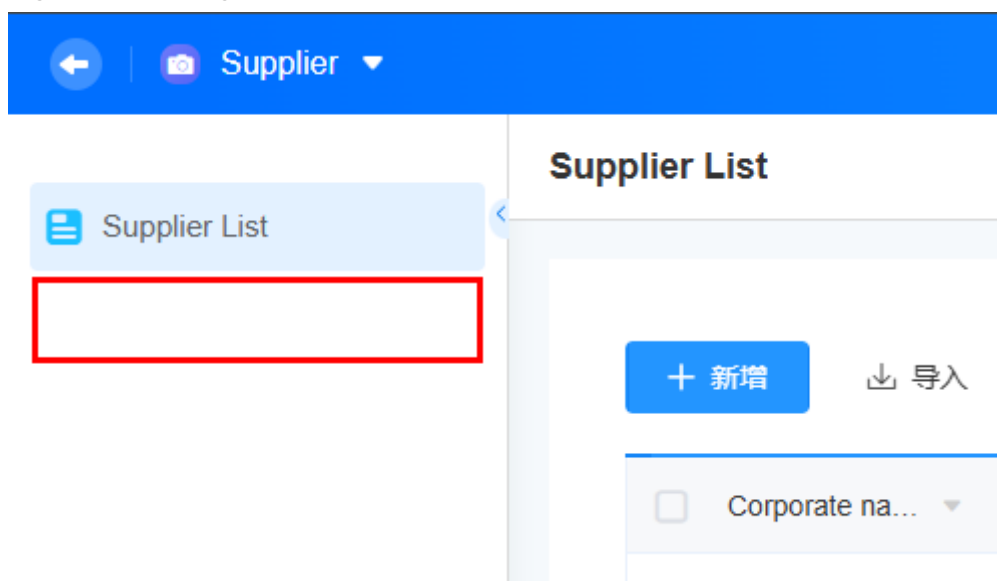 Supplier
Supplier List
Supplier List
新增
导入
Corporate na...